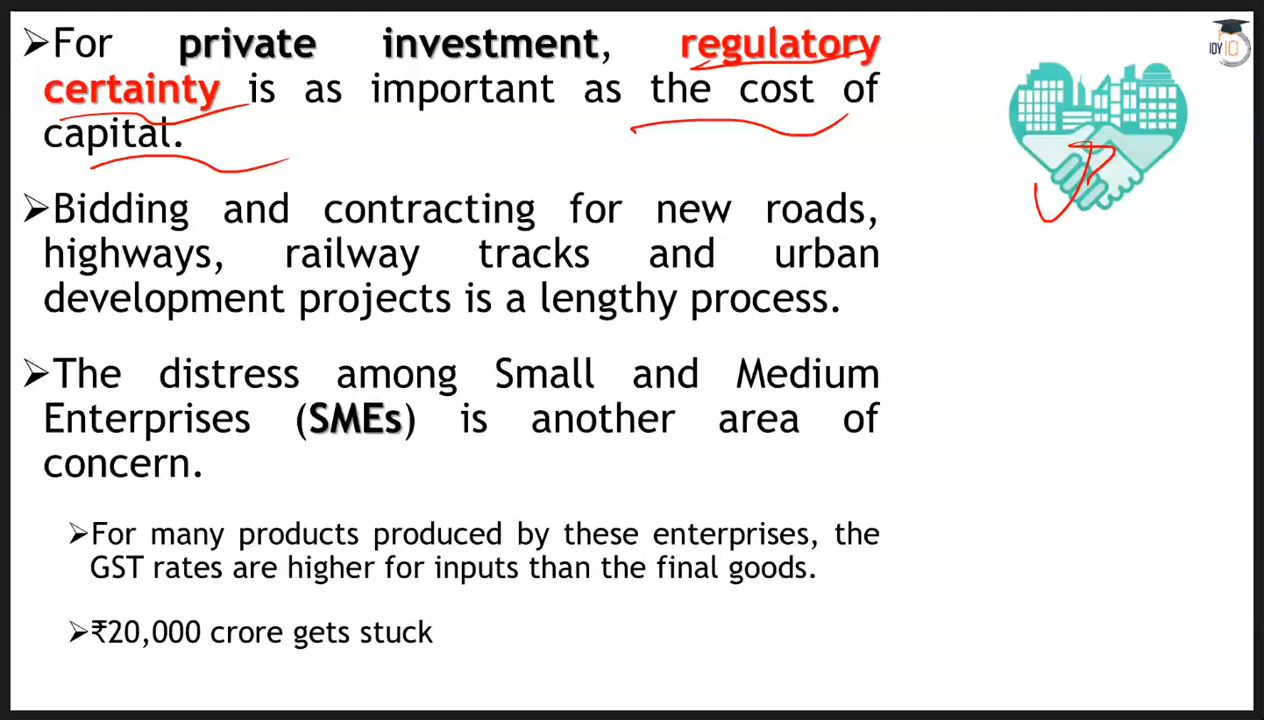 ➢For private investment, regulatory
certainty is as important as the cost of
capital.
➢Bidding and contracting for new roads,
highways, railway tracks and urban
development projects is a lengthy process.
➢The distress among Small and Medium
Enterprises (SMEs) is another area of
concern.
➢For many products produced by these enterprises, the
GST rates are higher for inputs than the final goods.
➢₹20,000 crore gets stuck